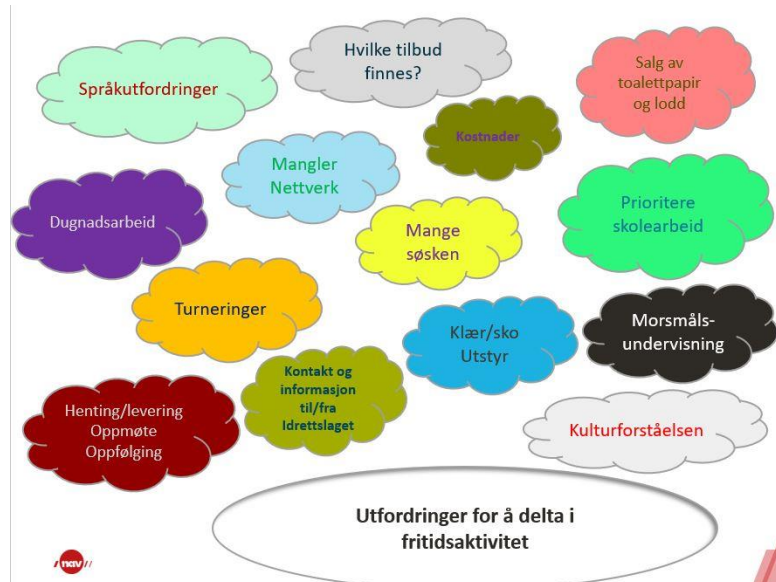 Språkutfordringer
Hvilke tilbud
finnes?
Salg av
toalettpapir
og lodd
Kostnader
Mangler
Nettverk
Dugnadsarbeid
Mange
søsken
Prioritere
skolearbeid
Turneringer
Klær/sko
Utstyr
Morsmåls-
undervisning
Henting/levering
Oppmøte
Oppfølging
Kontakt og
informasjon
til/fra
Idrettslaget
Kulturforståelsen
Utfordringer for å delta i
fritidsaktivitet
nav